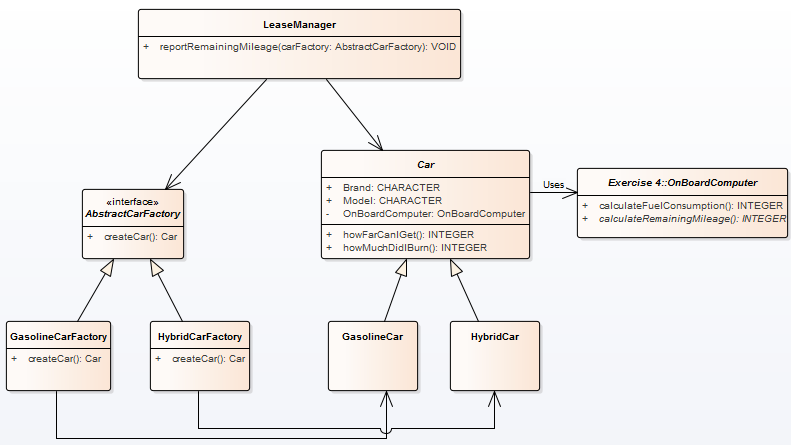 LeaseManager
+ reportRemainingMileage(carFactory: AbstractCarFactory): VOID
«interface»
AbstractCarFactory
+ createCar(): Car
Car
+ Brand: CHARACTER
+ Model: CHARACTER
- OnBoardComputer: OnBoardComputer
+ howFarCanIGet(): INTEGER
+ howMuchDidIBurn(): INTEGER
Uses
Exercise 4::OnBoardComputer
+ calculateFuelConsumption(): INTEGER
+ calculateRemainingMileage(): INTEGER
GasolineCarFactory
+ createCar(): Car
HybridCarFactory
+ createCar(): Car
GasolineCar
HybridCar